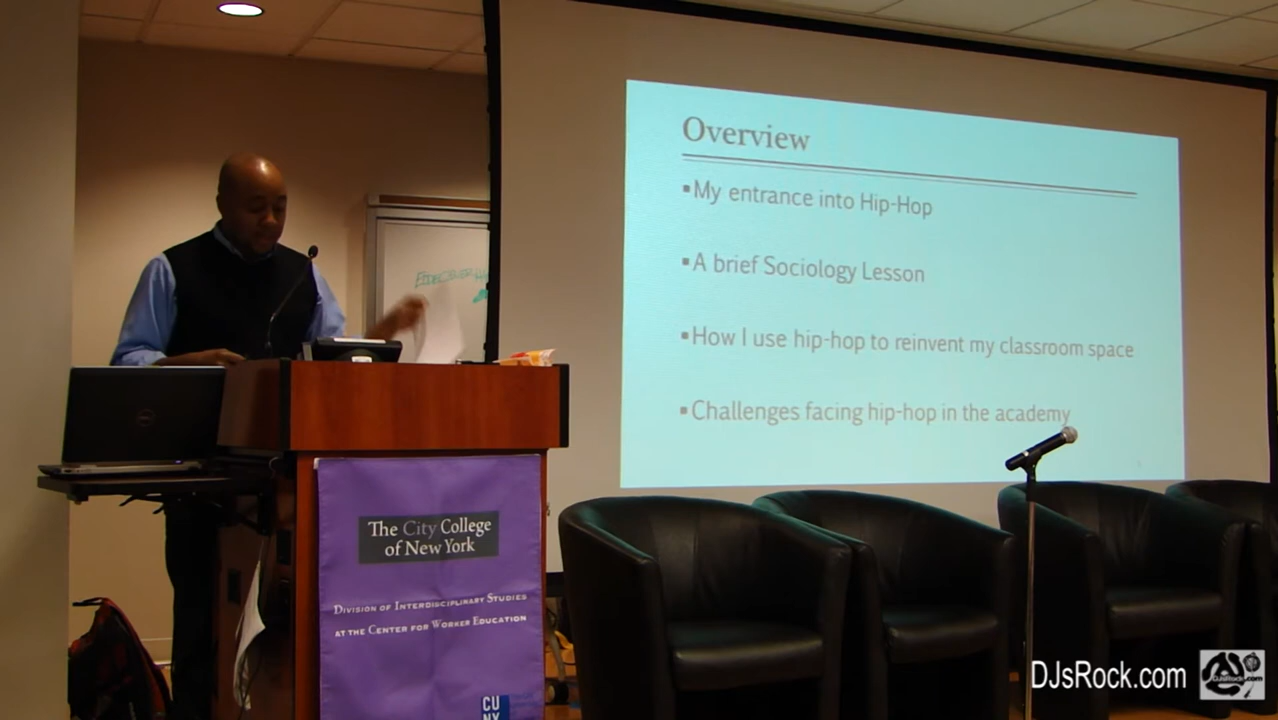 Overview
▪My entrance into Hip-Hop
▪A brief Sociology Lesson
▪How I use hip-hop to reinvent my classroom space
▪Challenges facing hip-hop in the academy
The City College
of New York
DIVISION OF INTERDISCIPLINARY STUDIES
AT THE CENTER FOR WORKER EDUCATION
CU
NY
DJsRock.com